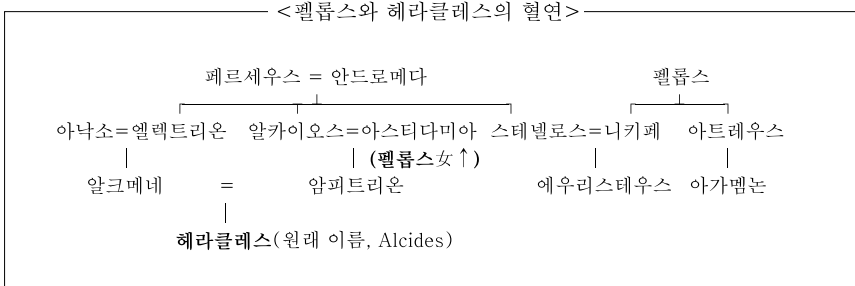 <펠롭스와 헤라클레스의 혈연>
페르세우스 = 안드로메다 펠롭스
아낙소=엘렉트리온 알카이오스=아스티다미아 스테넬로스=니키페 아트레우스
(펠롭스女↑)
알크메네 = 암피트리온 에우리스테우스 아가멤논
헤라클레스(원래 이름, Alcides)